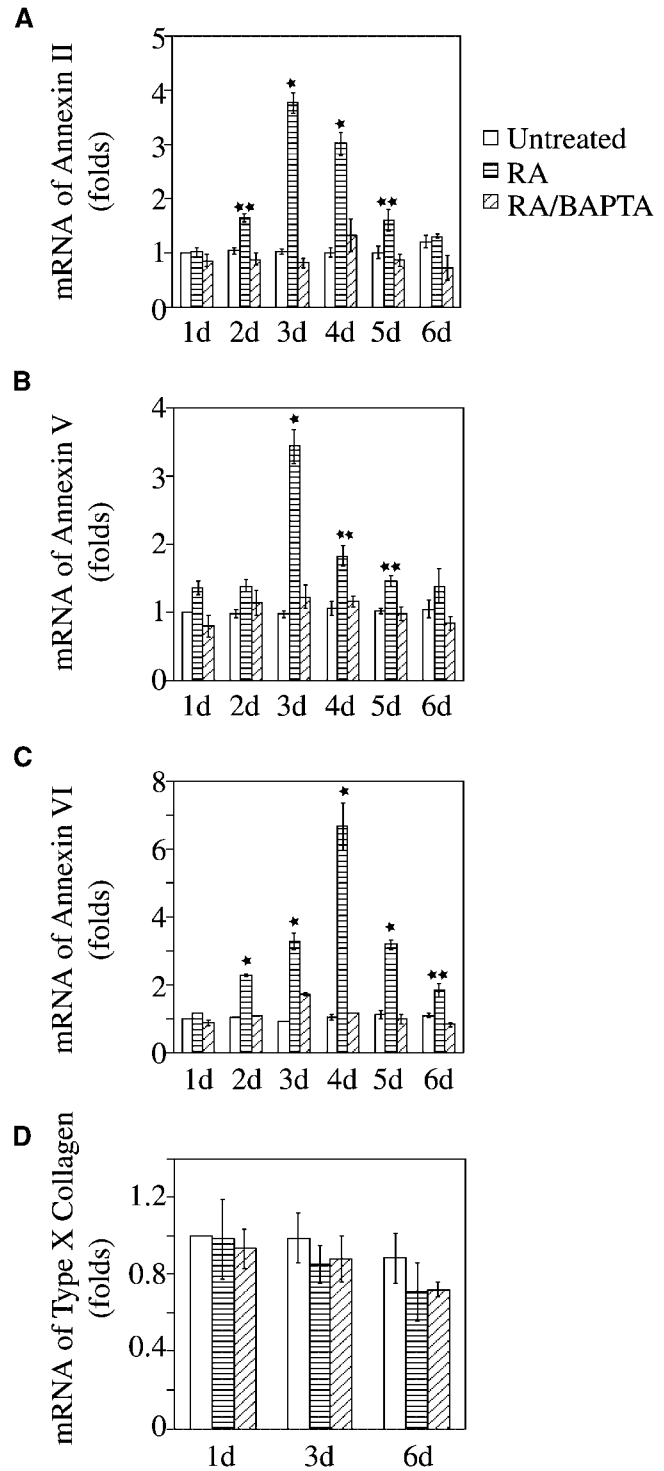 A
mRNA of Annexin II
(folds)
5
4
3
2
1
0
1d 2d 3d 4d 5d 6d
Untreated
RA
RA/BAPTA
B
mRNA of Annexin V
(folds)
4
3
2
1
0
1d 2d 3d 4d 5d 6d
C
mRNA of Annexin VI
(folds)
8
6
4
2
0
1d 2d 3d 4d 5d 6d
D
mRNA of Type X Collagen
(folds)
1.2
0.8
0.4
0
1d 3d 6d